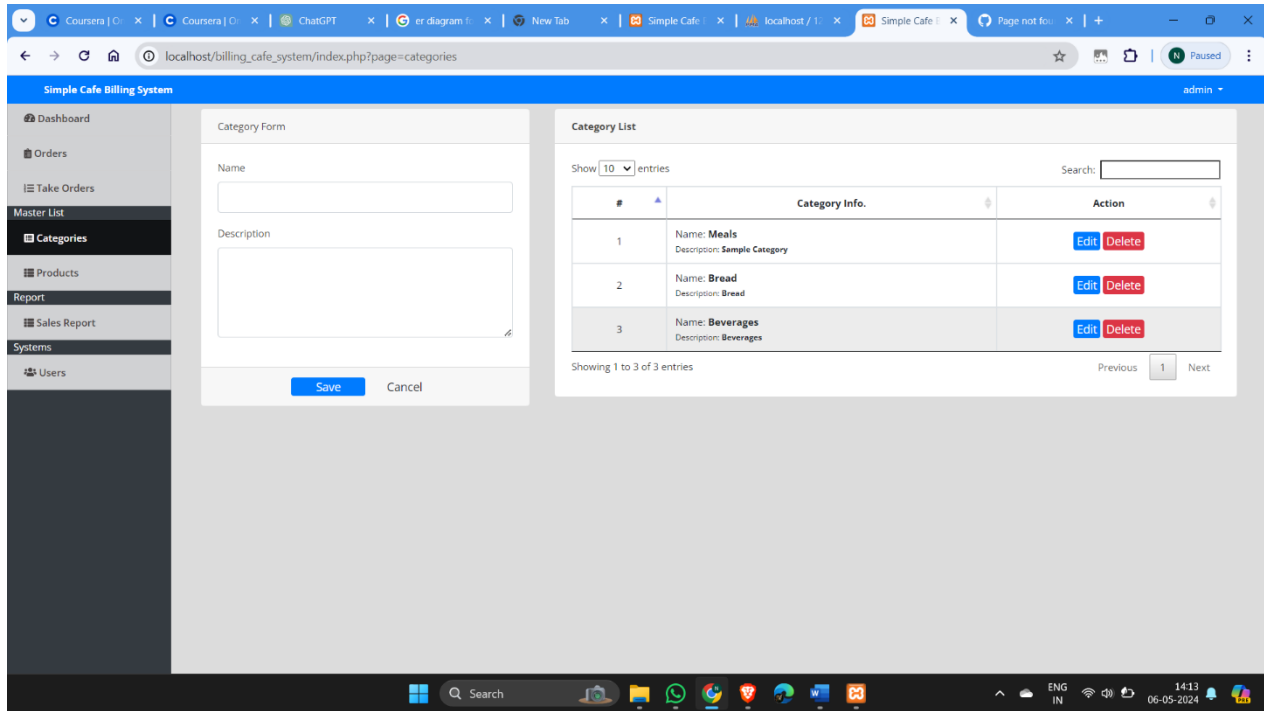 Coursera | O
Coursera | O
ChatGPT
er diagram fo
New Tab
Simple Cafe
localhost / 12
Simple Cafe
Page not fou
localhost/billing_cafe_system/index.php?page=categories
N Paused
Simple Cafe Billing System
admin
Dashboard
Orders
Take Orders
Master List
Categories
Products
Report
Sales Report
Systems
Users
Category Form
Name
Description
Save Cancel
Category List
Show 10 entries
Search:
# Category Info. Action
1 Name: Meals Edit Delete
Description: Sample Category
2 Name: Bread Edit Delete
Description: Bread
3 Name: Beverages Edit Delete
Description: Beverages
Showing 1 to 3 of 3 entries
Previous 1 Next
Search
ENG
IN
14:13
06-05-2024